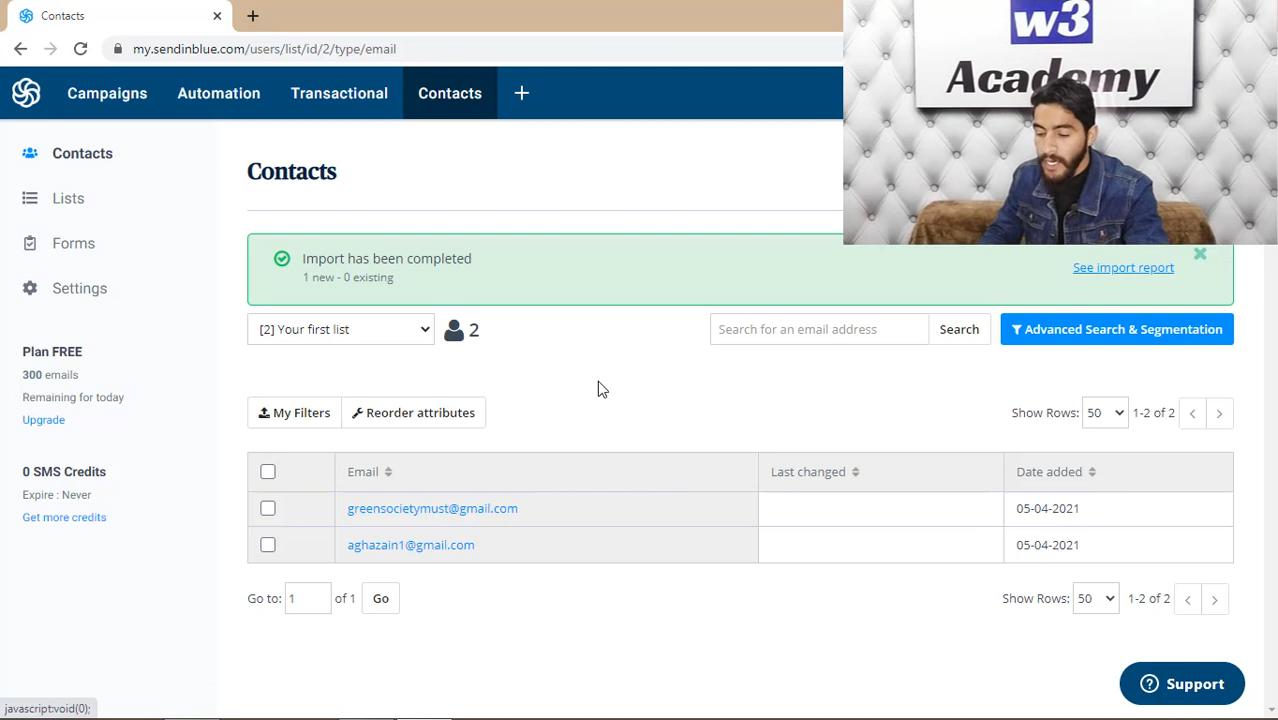 Contacts
my.sendinblue.com/users/list/id/2/type/email
Campaigns Automation Transactional Contacts
w3
Academy
Contacts
Lists
Forms
Settings
Plan FREE
300 emails
Remaining for today
Upgrade
0 SMS Credits
Expire : Never
Get more credits
Contacts
Import has been completed
1 new - 0 existing
See import report
[2] Your first list 2 Search for an email address Search Advanced Search & Segmentation
My Filters Reorder attributes Show Rows: 50 1-2 of 2
Email Last changed Date added
greensocietymust@gmail.com 05-04-2021
aghazain1@gmail.com 05-04-2021
Go to: 1 of 1 Go Show Rows: 50 1-2 of 2
Support
javascript:void(0);